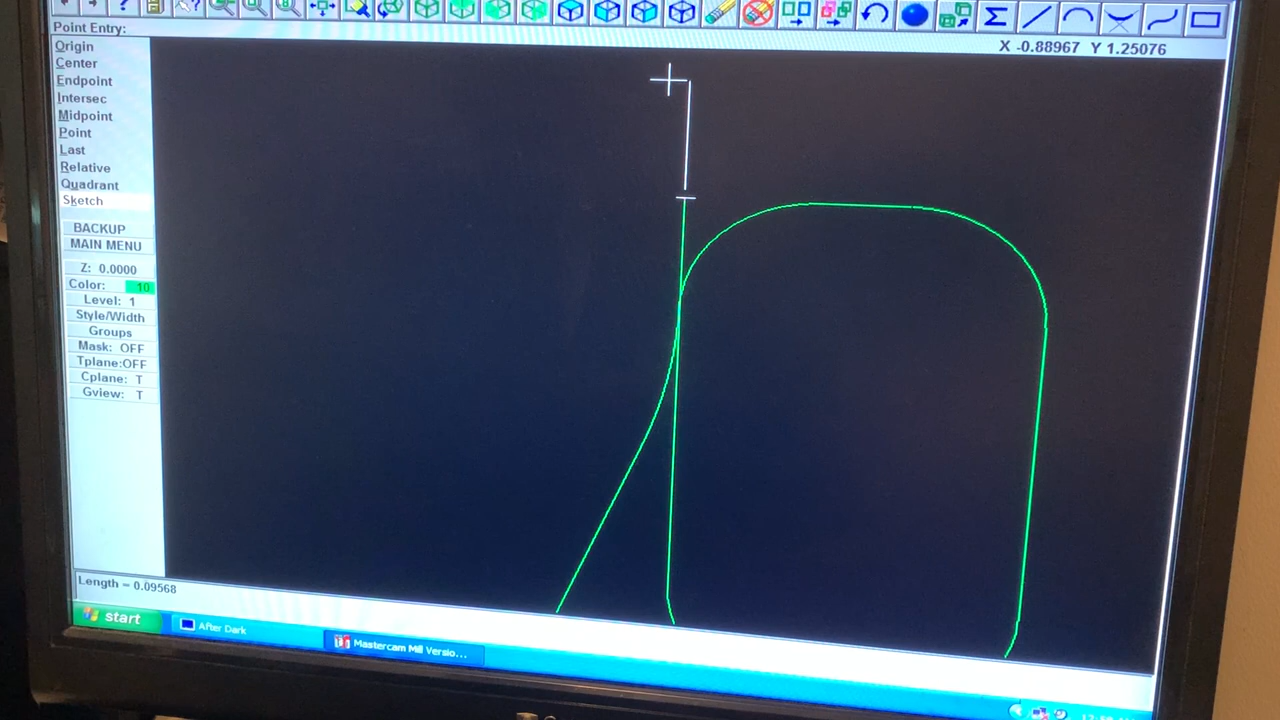 Point Entry:
X -0.88967 Y 1.25076
Origin
Center
Endpoint
Intersec
Midpoint
Point
Last
Relative
Quadrant
Sketch
BACKUP
MAIN MENU
Z: 0.0000
Color: 10
Level: 1
Style/Width
Groups
Mask: OFF
Tplane:OFF
Cplane: T
Gview: T
Length = 0.09568
start
After Dark
Mastercam Mill Versio...